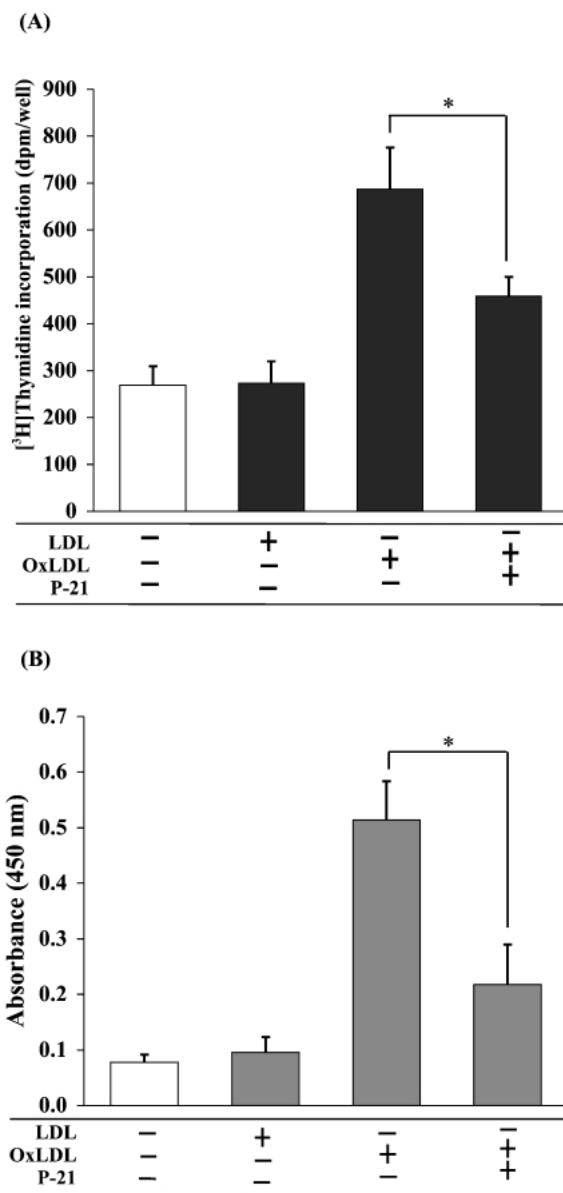 (A)
[³H]Thymidine incorporation (dpm/well)
900
800
700
600
500
400
300
200
100
0
*
LDL − + − −
OxLDL − − + +
P-21 − − − +
(B)
Absorbance (450 nm)
0.7
0.6
0.5
0.4
0.3
0.2
0.1
0.0
*
LDL − + − −
OxLDL − − + +
P-21 − − − +